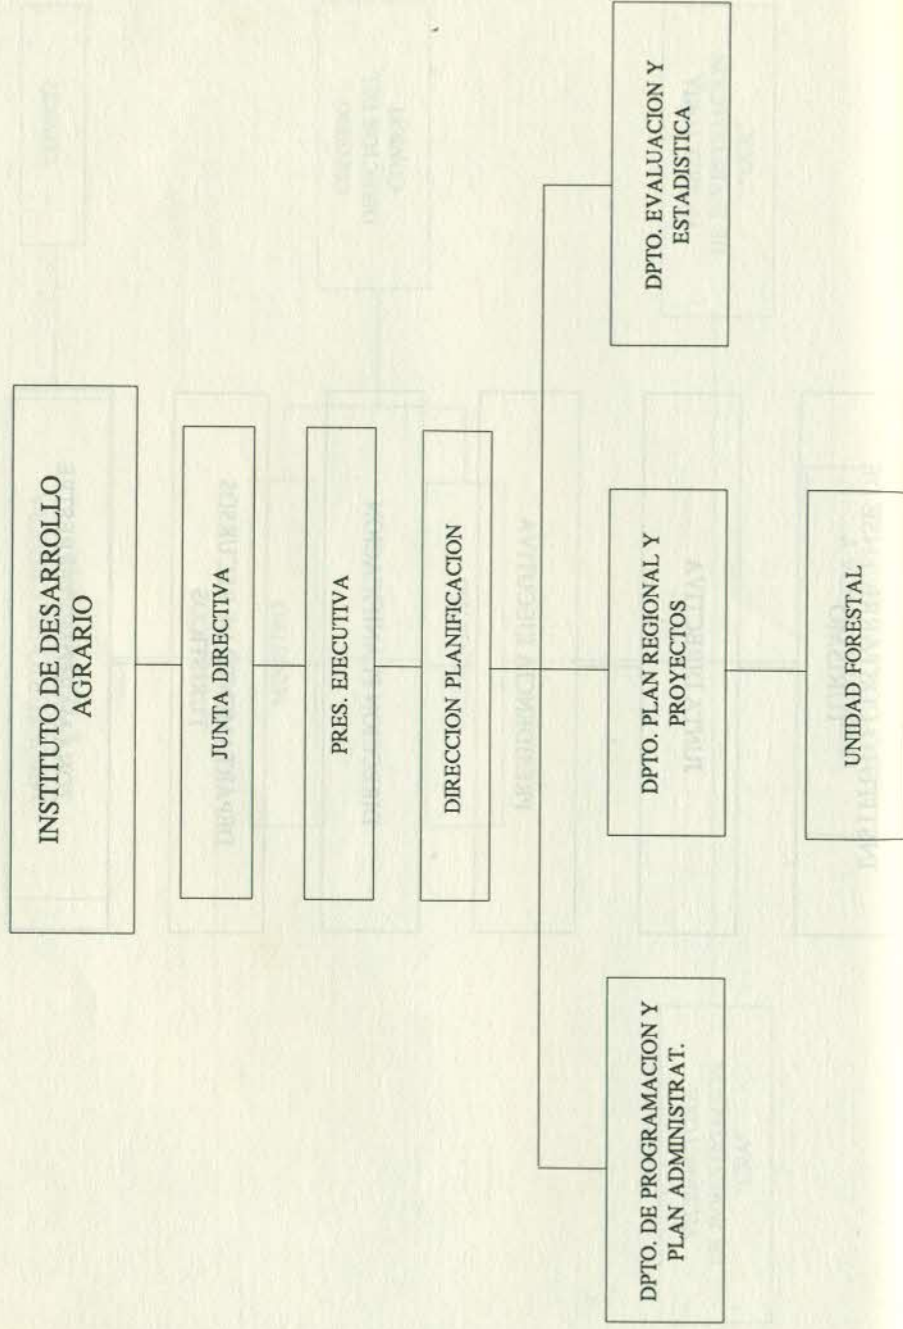 INSTITUTO DE DESARROLLO
AGRARIO
JUNTA DIRECTIVA
PRES. EJECUTIVA
DIRECCION PLANIFICACION
DPTO. DE PROGRAMACION Y
PLAN ADMINISTRAT.
DPTO. PLAN REGIONAL Y
PROYECTOS
DPTO. EVALUACION Y
ESTADISTICA
UNIDAD FORESTAL